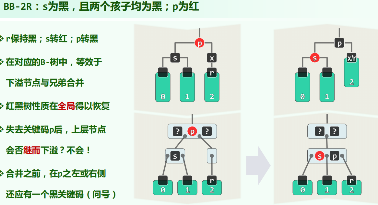 BB-2R：s为黑，且两个孩子均为黑；p为红
r保持黑；s转红；p转黑
在对应的B-树中，等效于
下溢节点与兄弟合并
红黑树性质在全局得以恢复
失去关键码p后，上层节点
会否继而下溢？不会！
合并之前，在p之左或右侧
还应有一个黑关键码（问号）
p
s x
r
0 1 2
p
s x
r
0 1 2
? p ?
s
r
0 1 2
? ?
s p
r
0 1 2